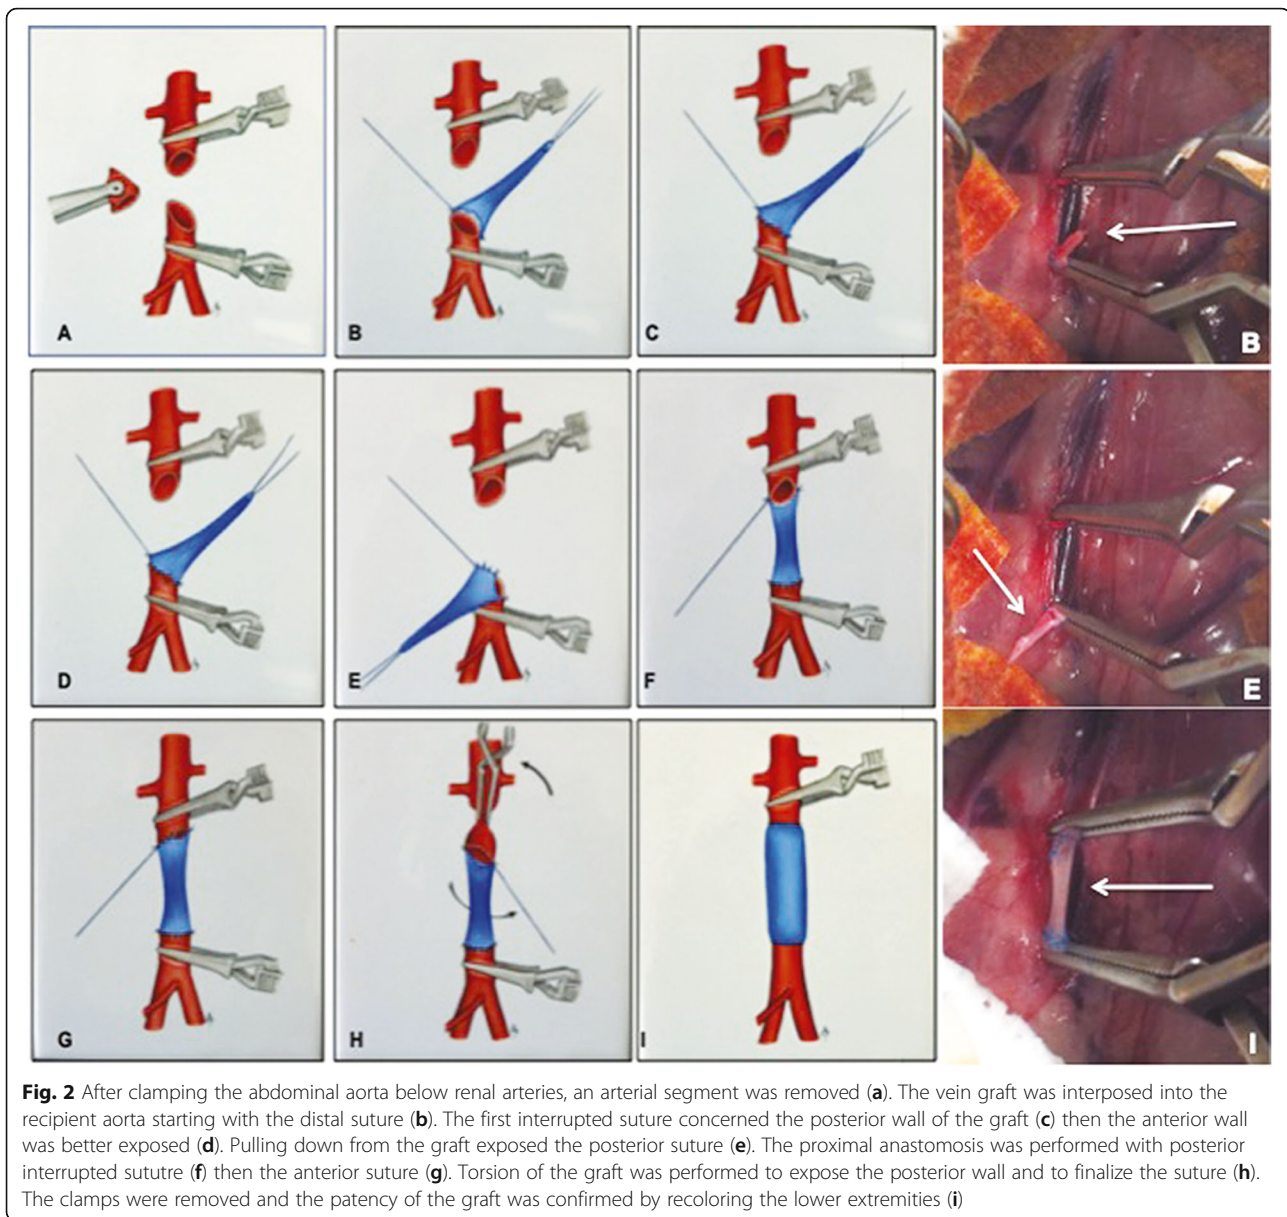 A
B
C
B
D
E
F
E
G
H
I
I
Fig. 2 After clamping the abdominal aorta below renal arteries, an arterial segment was removed (a). The vein graft was interposed into the
recipient aorta starting with the distal suture (b). The first interrupted suture concerned the posterior wall of the graft (c) then the anterior wall
was better exposed (d). Pulling down from the graft exposed the posterior suture (e). The proximal anastomosis was performed with posterior
interrupted sututre (f) then the anterior suture (g). Torsion of the graft was performed to expose the posterior wall and to finalize the suture (h).
The clamps were removed and the patency of the graft was confirmed by recoloring the lower extremities (i)